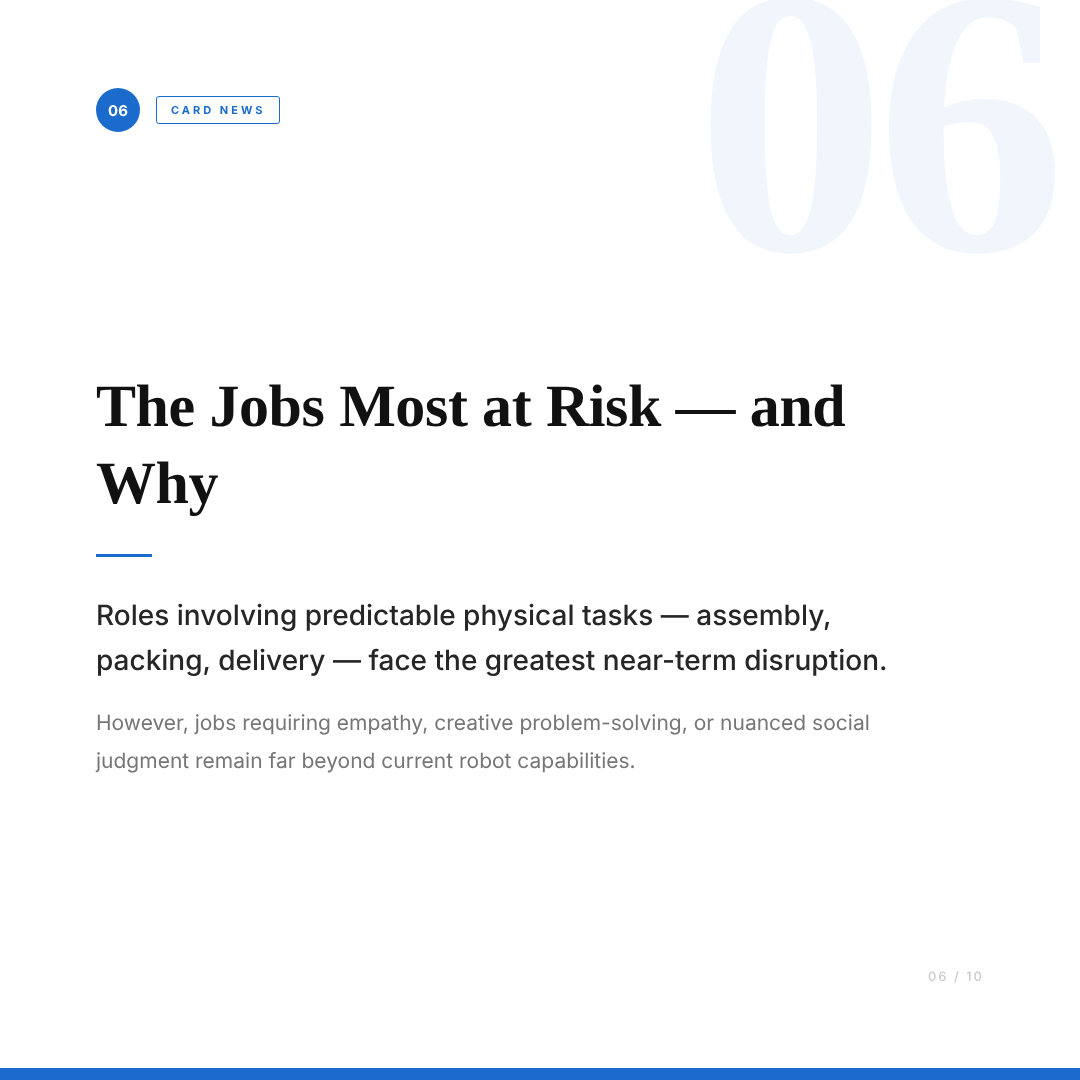 06
06
CARD NEWS
The Jobs Most at Risk — and
Why
Roles involving predictable physical tasks — assembly,
packing, delivery — face the greatest near-term disruption.
However, jobs requiring empathy, creative problem-solving, or nuanced social
judgment remain far beyond current robot capabilities.
06 / 10